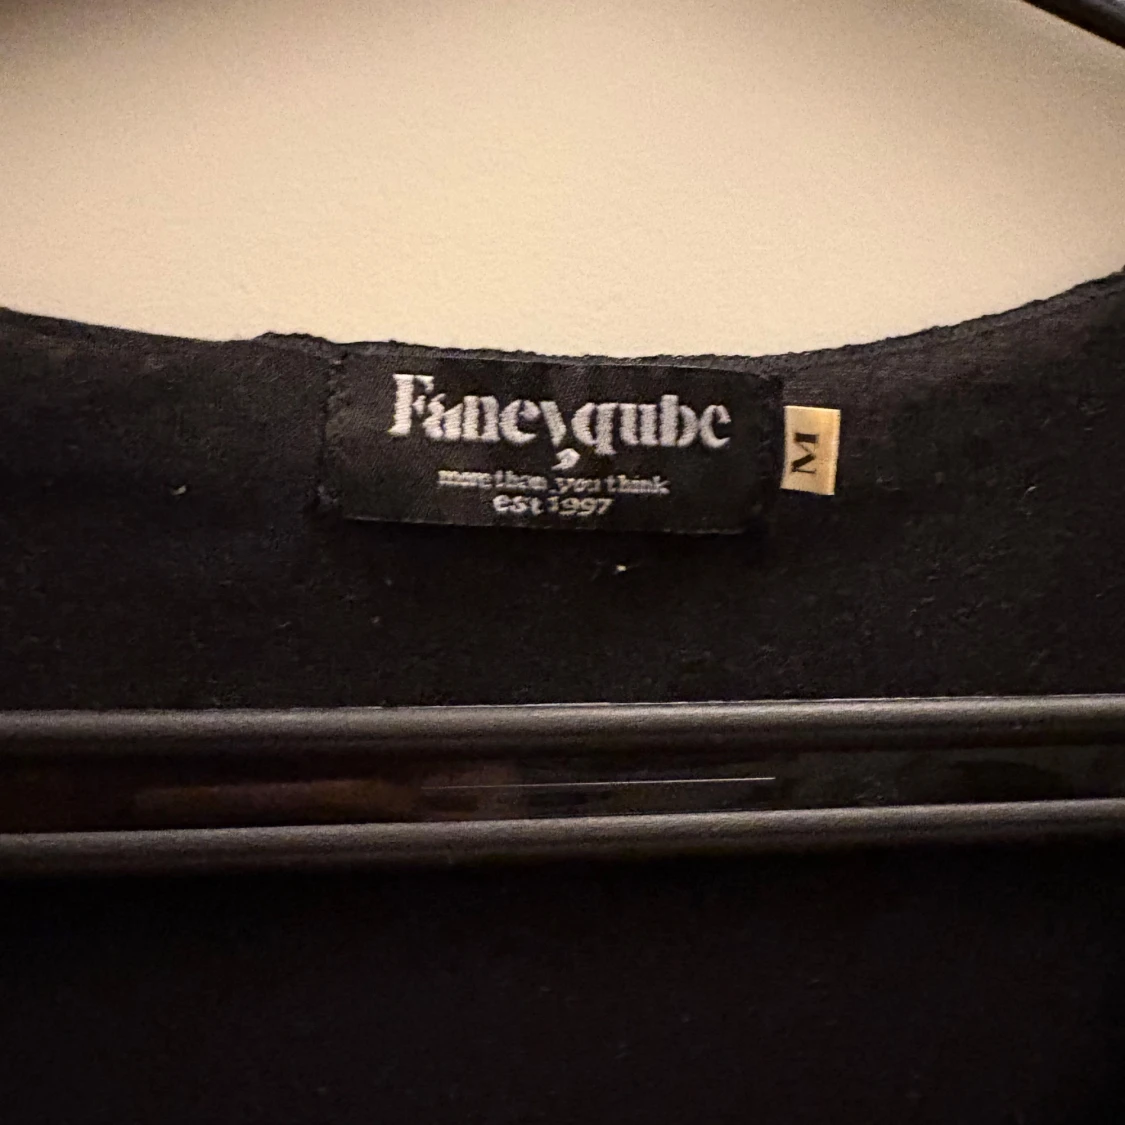 Fancyqube
more than you think
est 1997
M